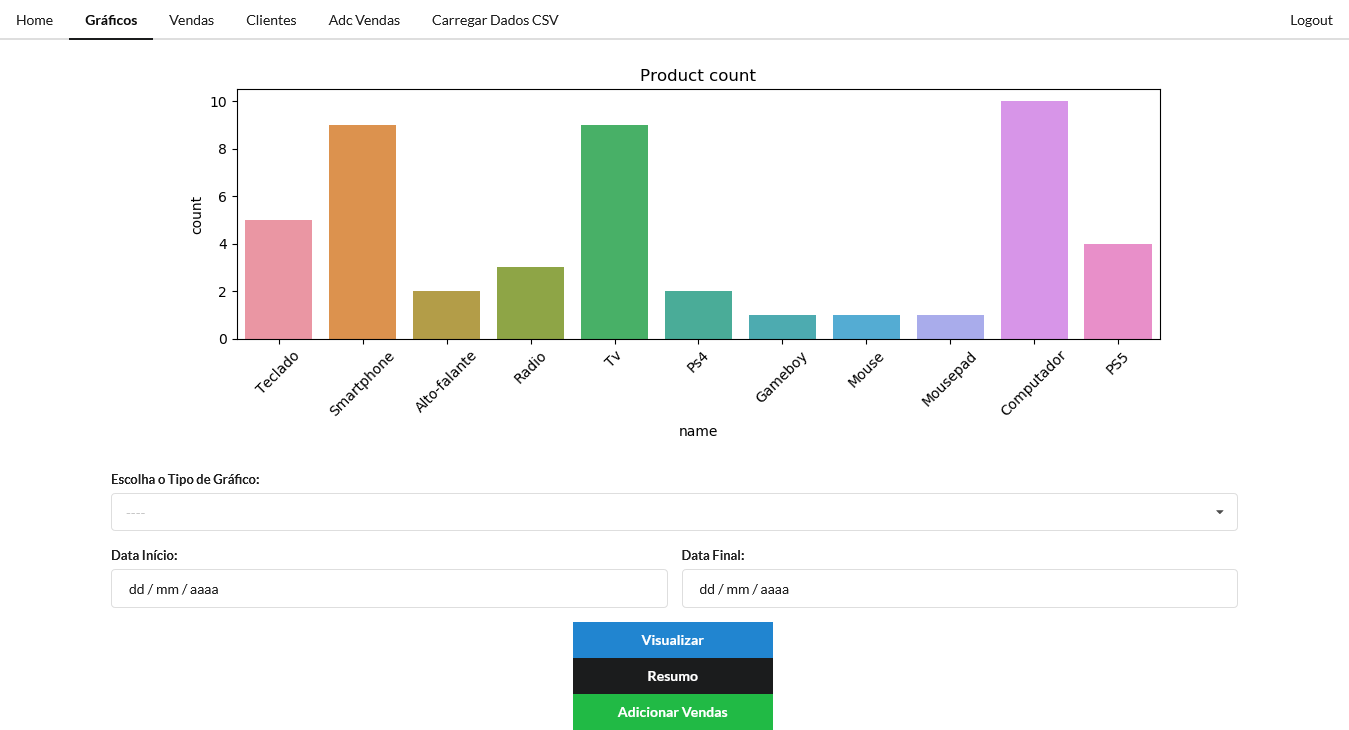 Home Gráficos Vendas Clientes Adc Vendas Carregar Dados CSV Logout
Product count
10
8
6
4
2
0
count
Teclado Smartphone Alto-falante Radio Tv Ps4 Gameboy Mouse Mousepad Computador PS5
name
Escolha o Tipo de Gráfico:
----
Data Início: Data Final:
dd / mm / aaaa dd / mm / aaaa
Visualizar
Resumo
Adicionar Vendas